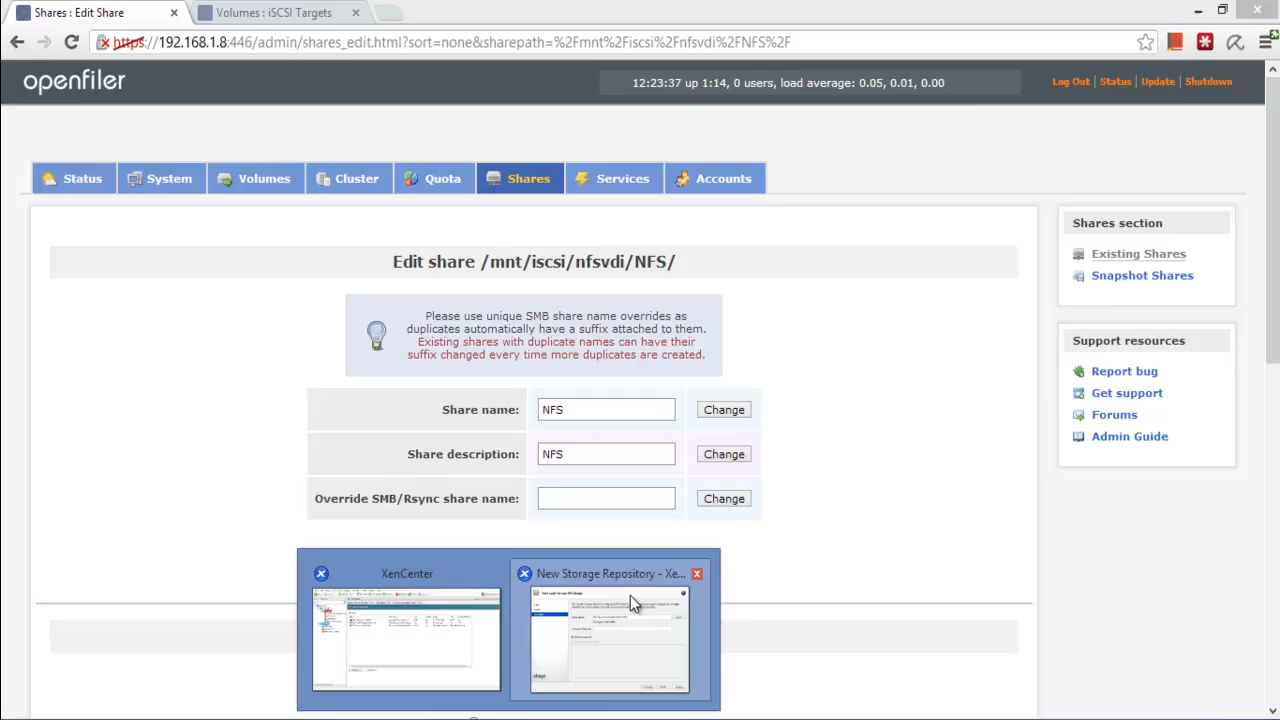 Shares : Edit Share
Volumes : iSCSI Targets
https://192.168.1.8:446/admin/shares_edit.html?sort=none&sharepath=%2Fmnt%2Fiscsi%2Fnfsvdi%2FNFS%2F
openfiler
12:23:37 up 1:14, 0 users, load average: 0.05, 0.01, 0.00
Log Out | Status | Update | Shutdown
Status System Volumes Cluster Quota Shares Services Accounts
Edit share /mnt/iscsi/nfsvdi/NFS/
Please use unique SMB share name overrides as
duplicates automatically have a suffix attached to them.
Existing shares with duplicate names can have their
suffix changed every time more duplicates are created.
Share name: NFS Change
Share description: NFS Change
Override SMB/Rsync share name: Change
Shares section
Existing Shares
Snapshot Shares
Support resources
Report bug
Get support
Forums
Admin Guide
XenCenter
New Storage Repository - Xe...